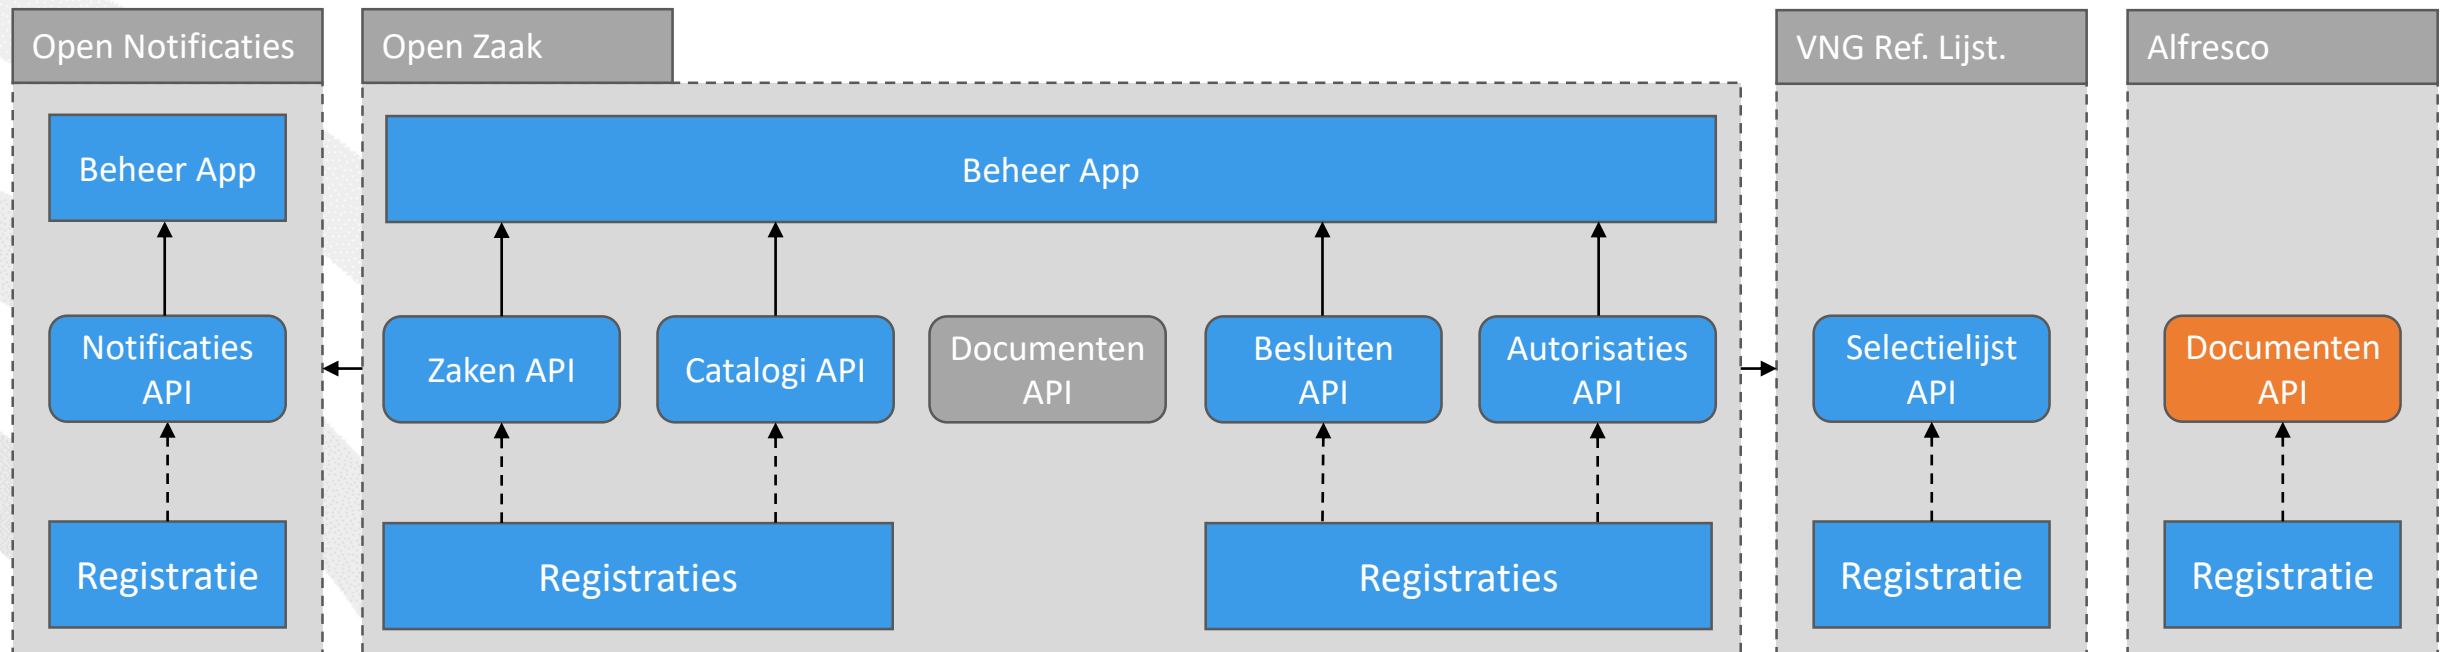 Open Notificaties
Open Zaak
VNG Ref. Lijst.
Alfresco
Beheer App
Beheer App
Notificaties
API
Zaken API
Catalogi API
Documenten
API
Besluiten
API
Autorisaties
API
Selectielijst
API
Documenten
API
Registratie
Registraties
Registraties
Registratie
Registratie